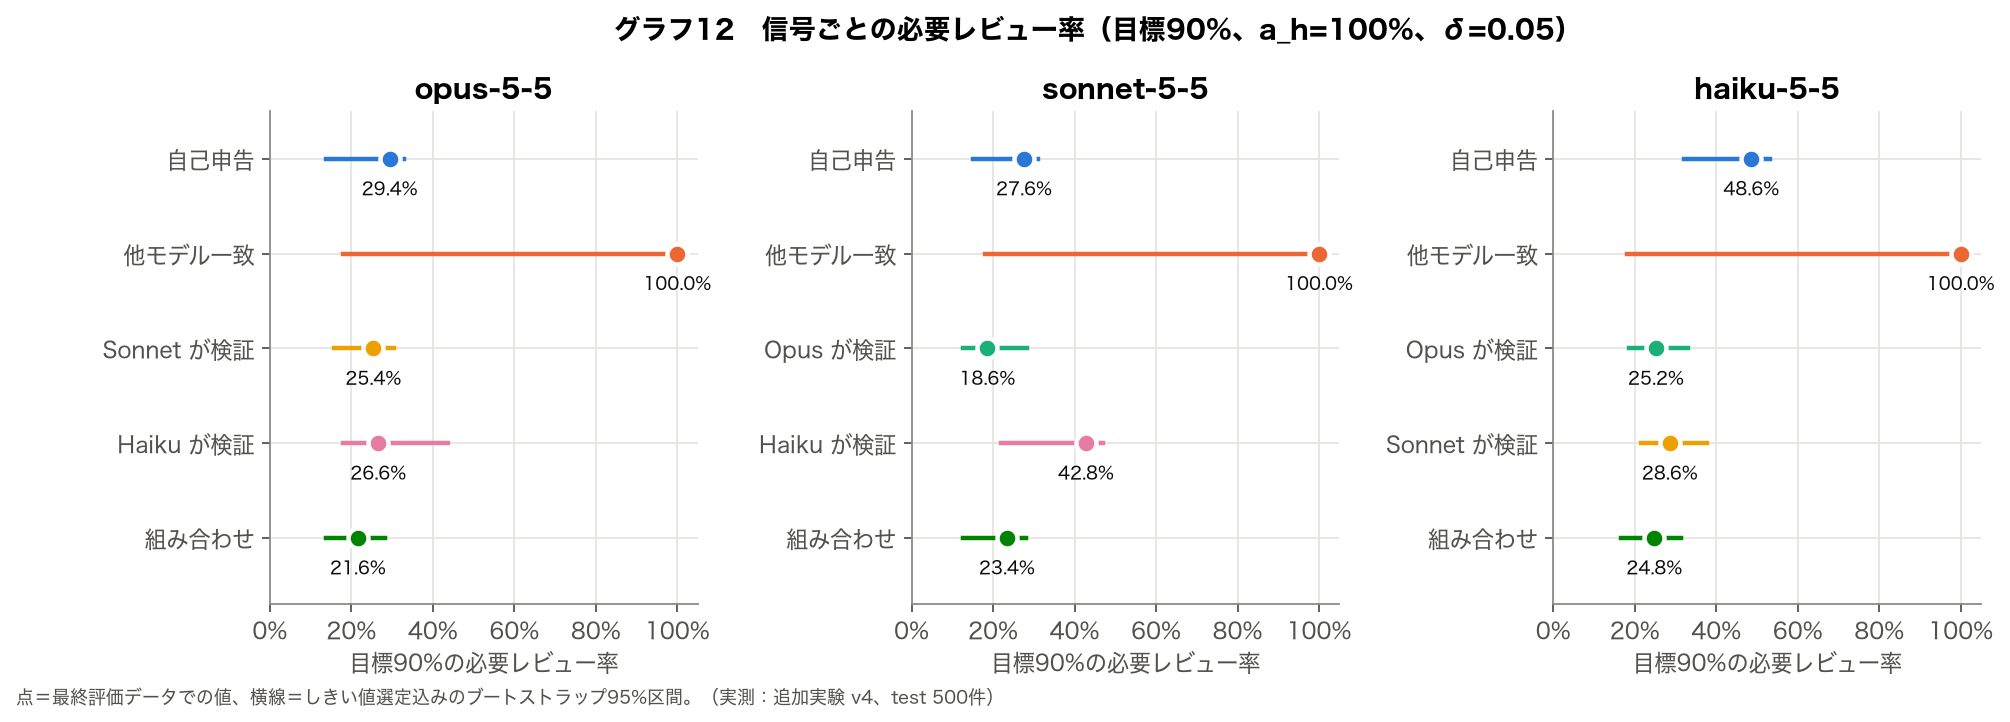 グラフ12　信号ごとの必要レビュー率（目標90%、a_h=100%、δ=0.05）
opus-5-5
自己申告
29.4%
他モデル一致
100.0%
Sonnet が検証
25.4%
Haiku が検証
26.6%
組み合わせ
21.6%
0% 20% 40% 60% 80% 100%
目標90%の必要レビュー率
sonnet-5-5
自己申告
27.6%
他モデル一致
100.0%
Opus が検証
18.6%
Haiku が検証
42.8%
組み合わせ
23.4%
0% 20% 40% 60% 80% 100%
目標90%の必要レビュー率
haiku-5-5
自己申告
48.6%
他モデル一致
100.0%
Opus が検証
25.2%
Sonnet が検証
28.6%
組み合わせ
24.8%
0% 20% 40% 60% 80% 100%
目標90%の必要レビュー率
点＝最終評価データでの値、横線＝しきい値選定込みのブートストラップ95%区間。（実測：追加実験 v4、test 500件）